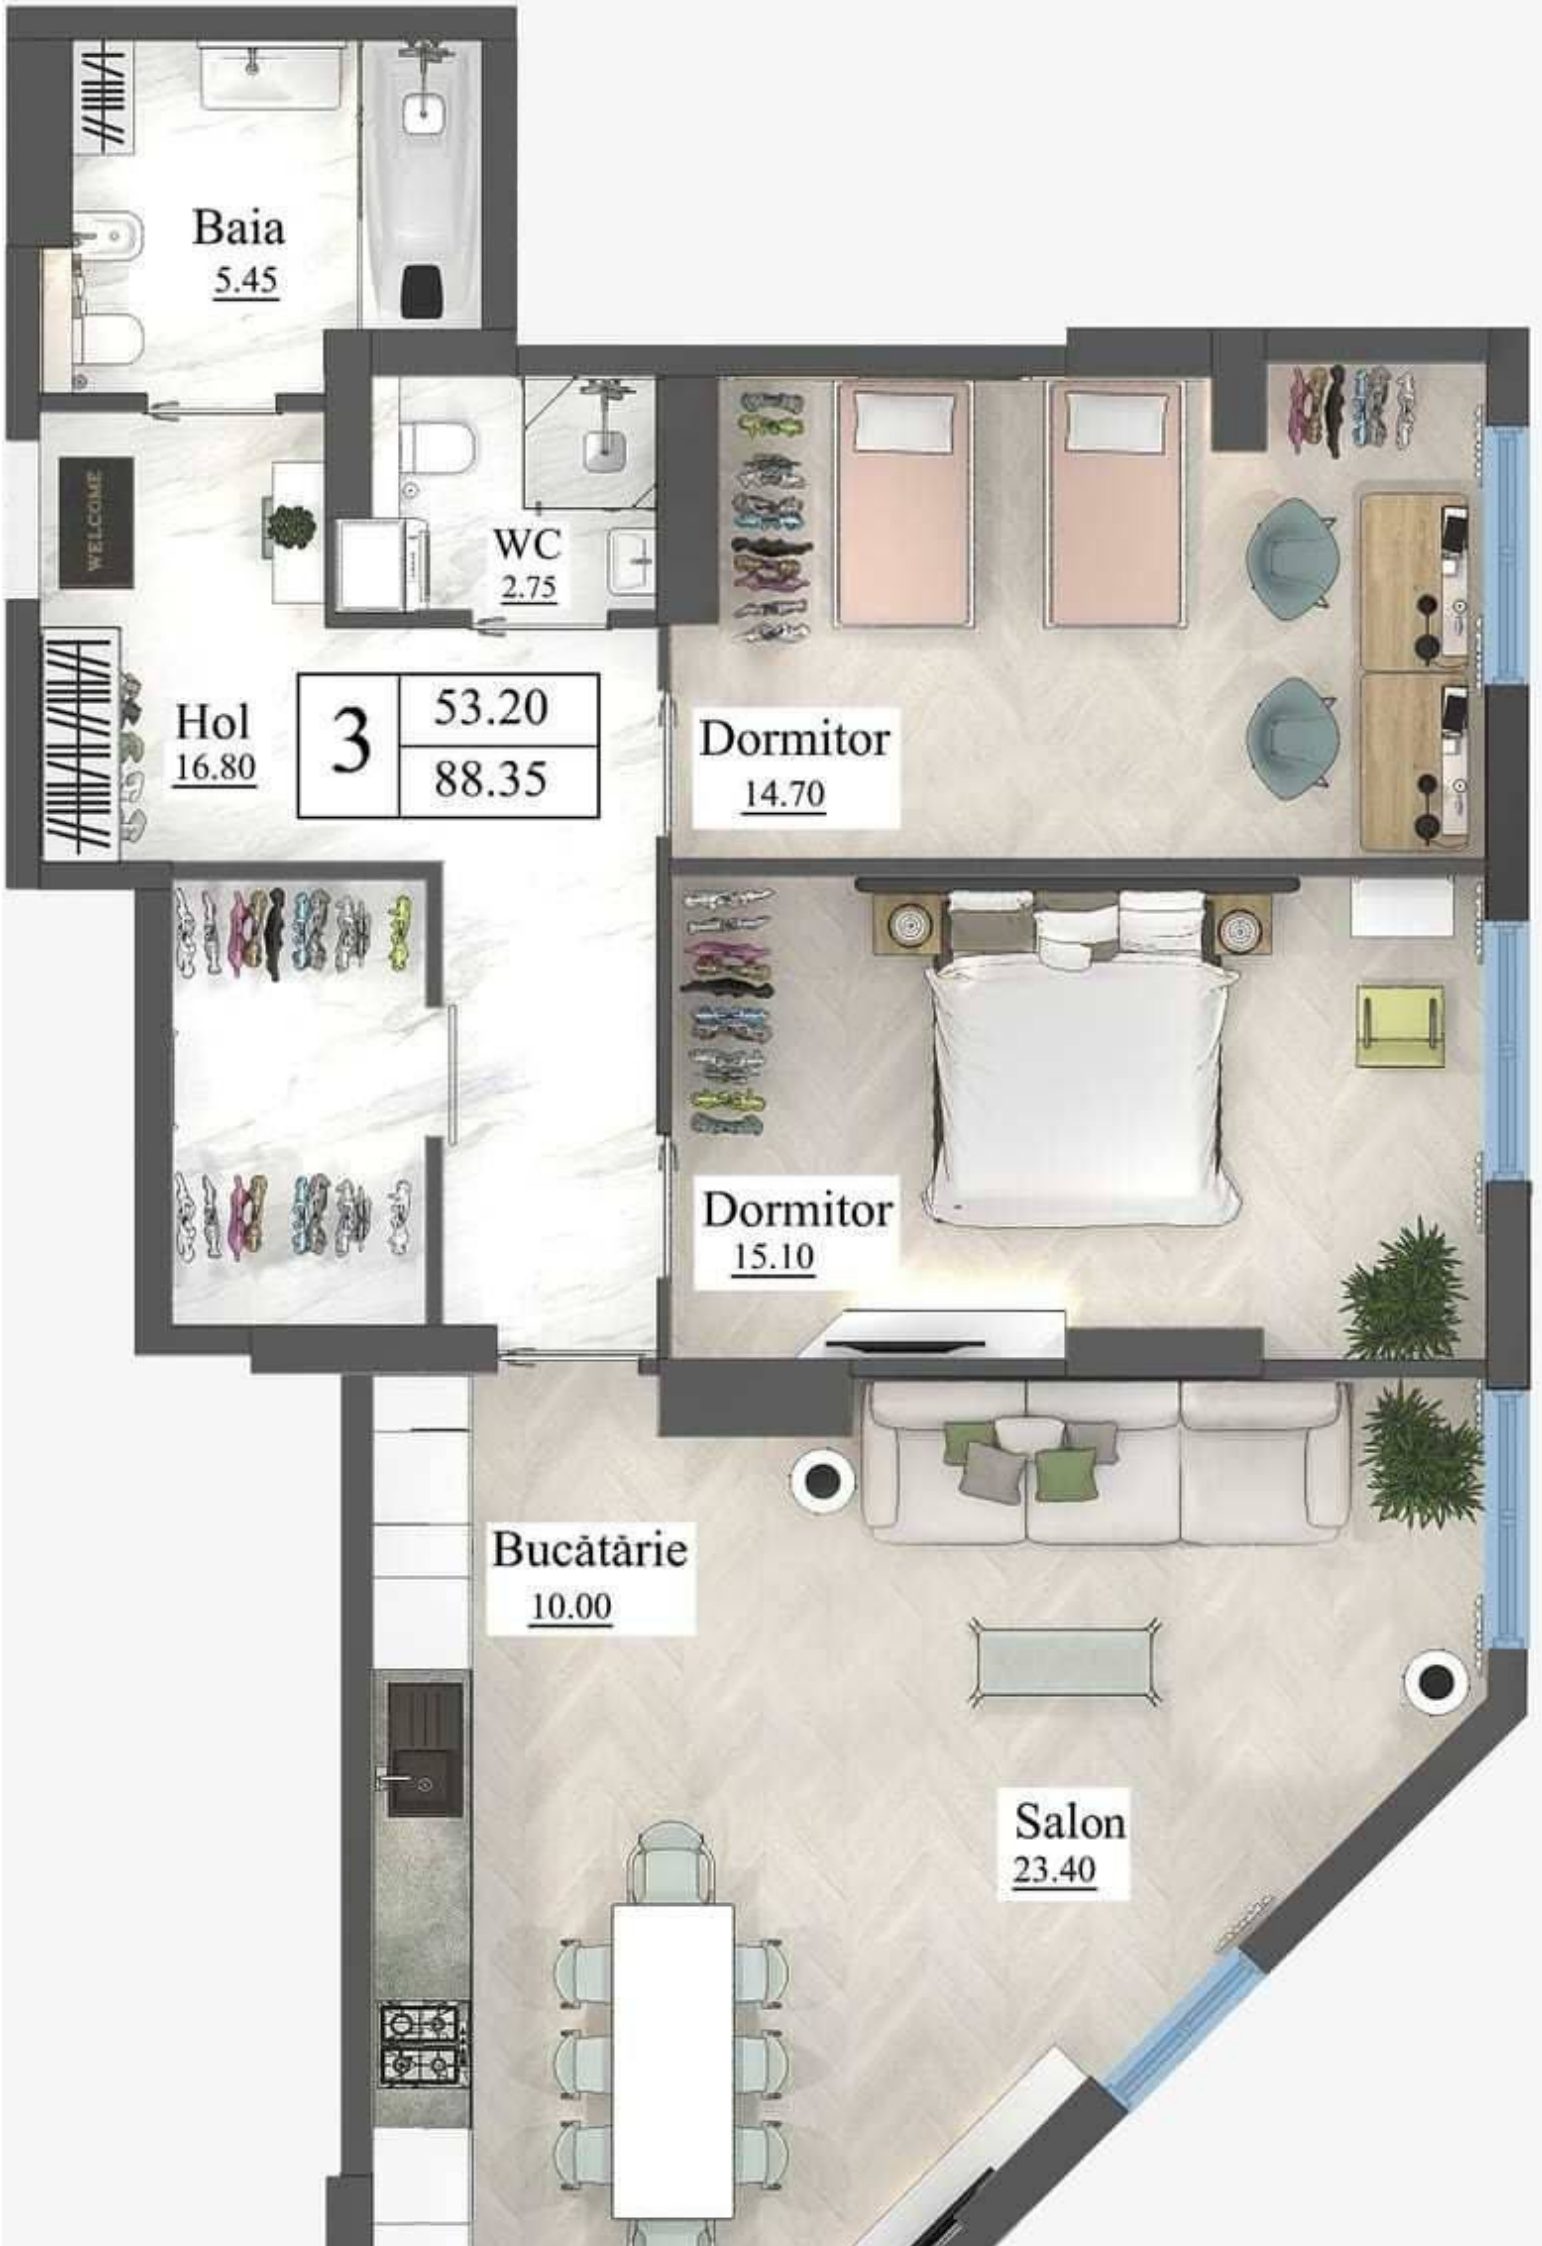 Baia
5.45
WELCOME
WC
2.75
Hol
16.80
3
53.20
88.35
Dormitor
14.70
Dormitor
15.10
Bucătărie
10.00
Salon
23.40